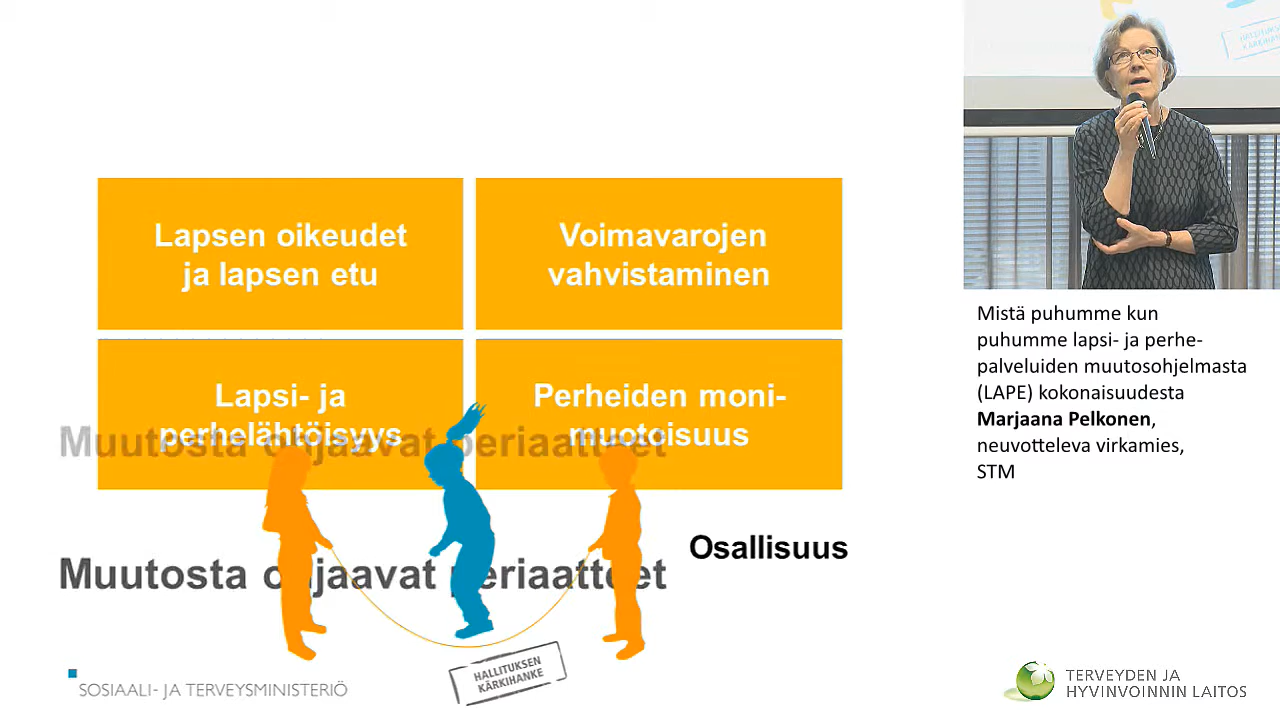 Lapsen oikeudet
ja lapsen etu
Voimavarojen
vahvistaminen
Lapsi- ja
perhelähtöisyys
Perheiden moni-
muotoisuus
Muutosta ohjaavat periaatteet
Muutosta ohjaavat periaatteet
Osallisuus
HALLITUKSEN
KÄRKIHANKE
SOSIAALI- JA TERVEYSMINISTERIÖ
Mistä puhumme kun
puhumme lapsi- ja perhe-
palveluiden muutosohjelmasta
(LAPE) kokonaisuudesta
Marjaana Pelkonen,
neuvotteleva virkamies,
STM
TERVEYDEN JA
HYVINVOINNIN LAITOS